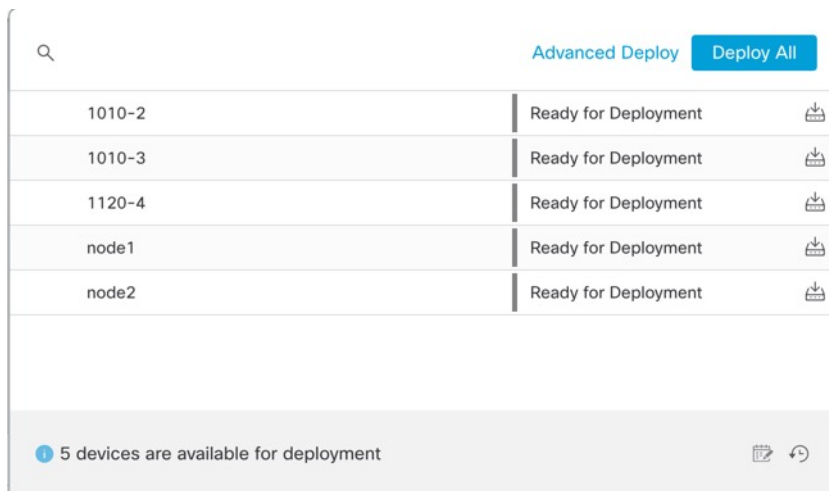 Advanced Deploy Deploy All
1010-2 Ready for Deployment
1010-3 Ready for Deployment
1120-4 Ready for Deployment
node1 Ready for Deployment
node2 Ready for Deployment
5 devices are available for deployment